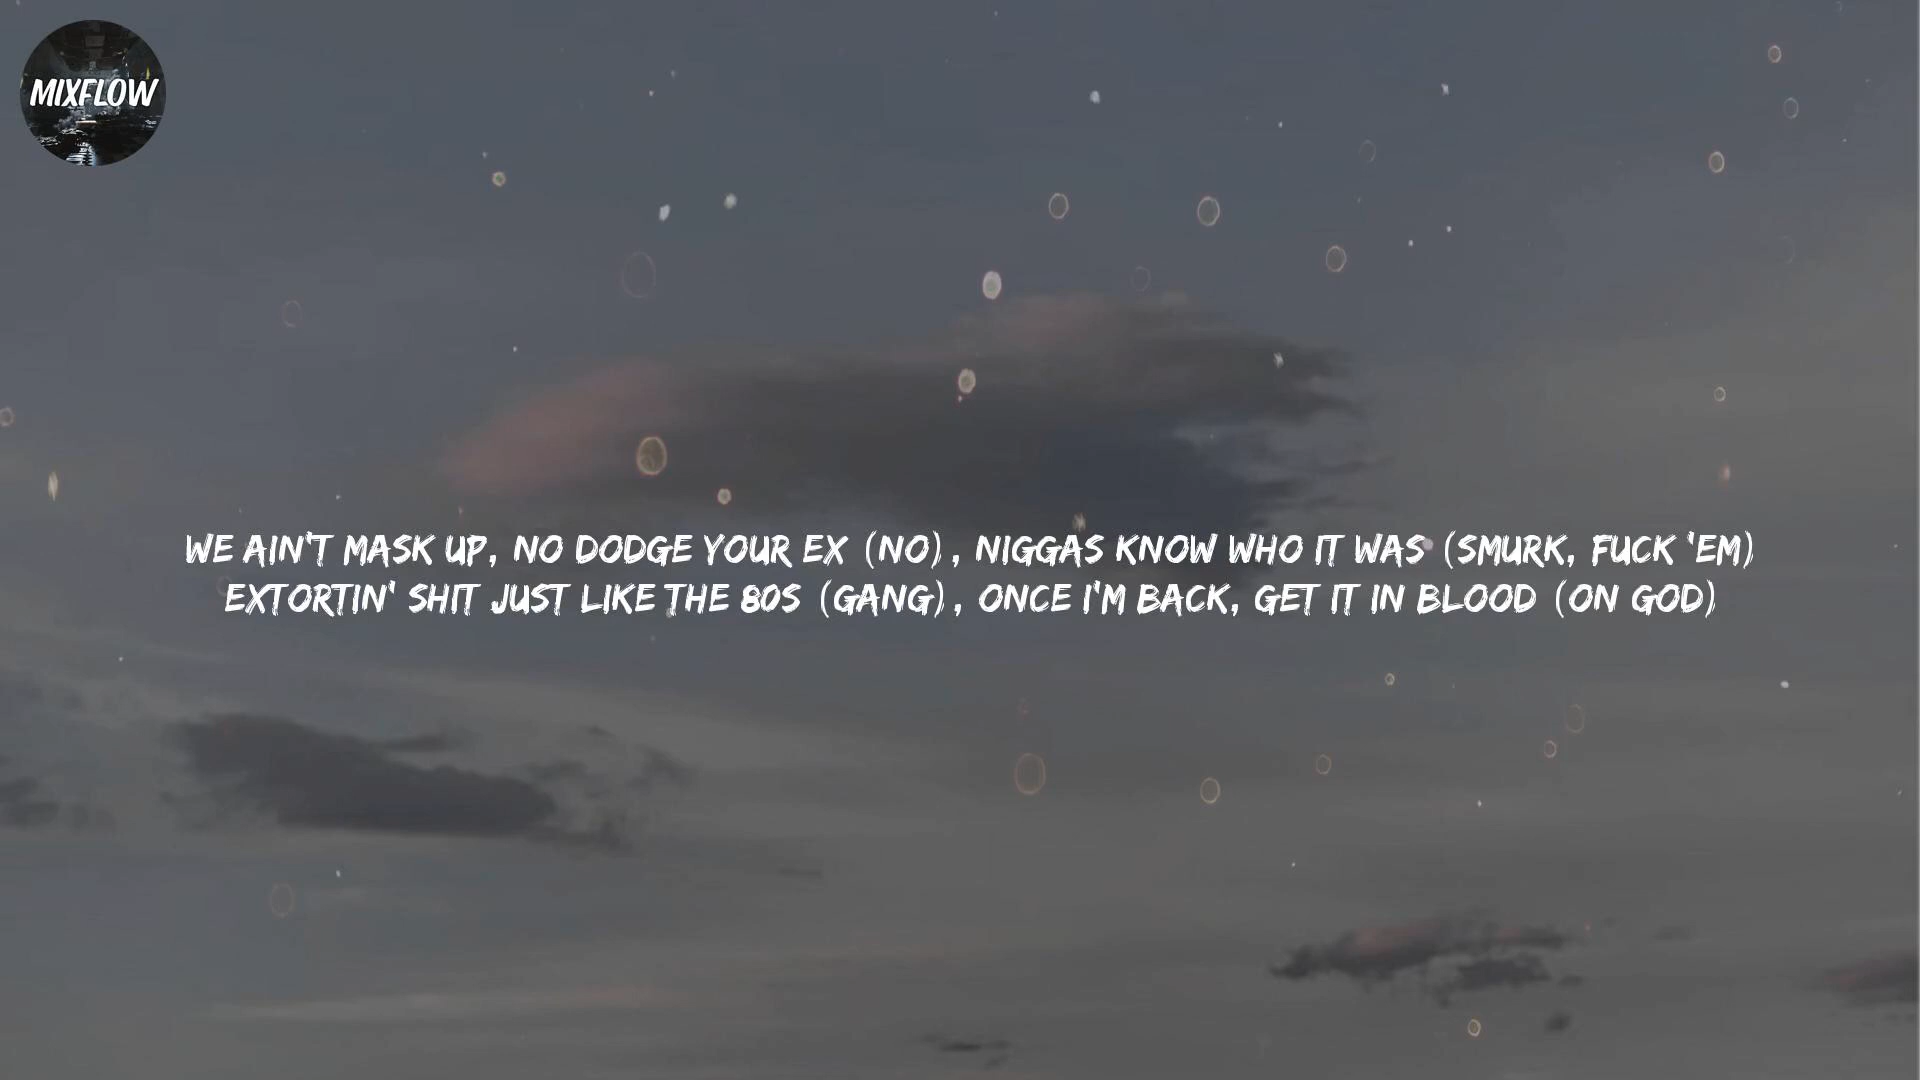 MIXFLOW
WE AIN'T MASK UP, NO DODGE YOUR EX (NO), NIGGAS KNOW WHO IT WAS (SMURK, FUCK 'EM)
EXTORTIN' SHIT JUST LIKE THE 80S (GANG), ONCE I'M BACK, GET IT IN BLOOD (ON GOD)